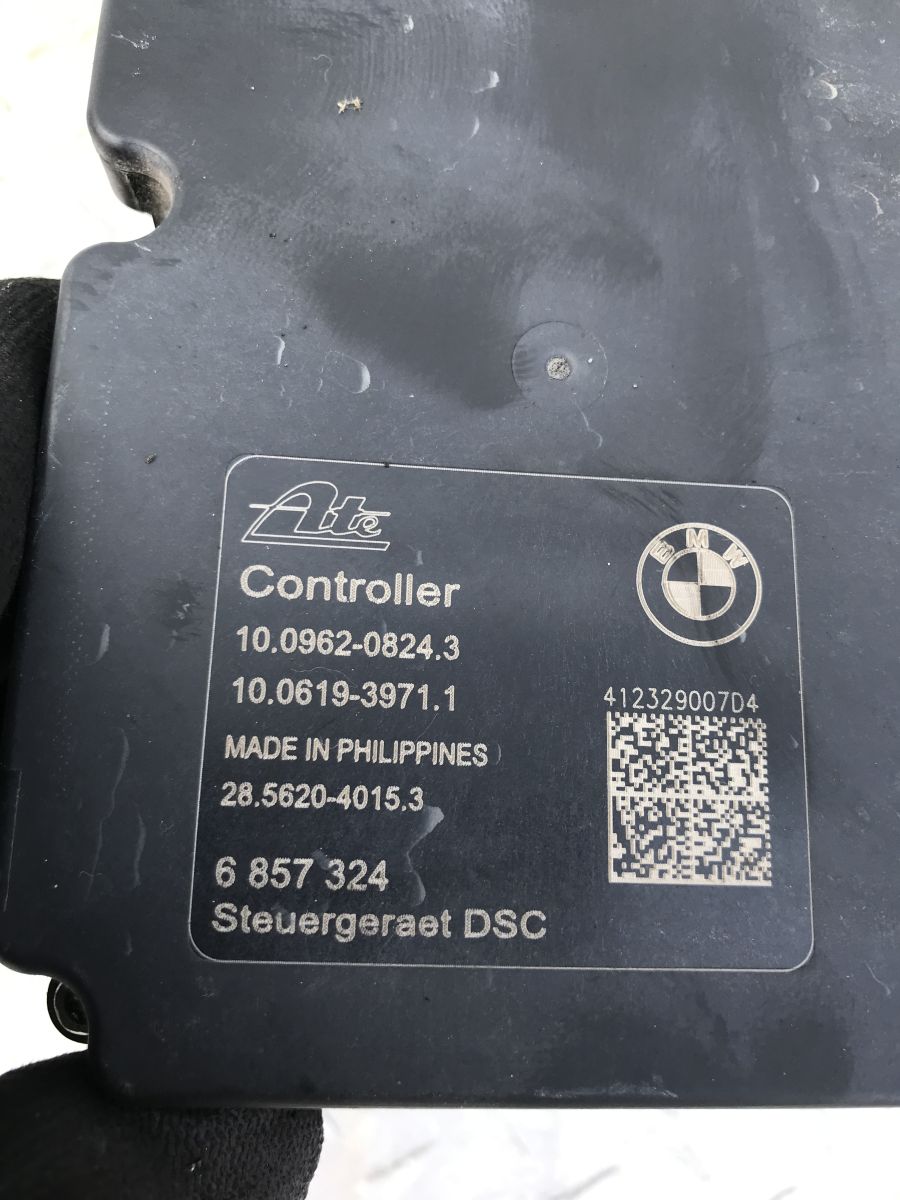 Ate
BMW
Controller
10.0962-0824.3
10.0619-3971.1
412329007D4
MADE IN PHILIPPINES
28.5620-4015.3
6 857 324
Steuergeraet DSC